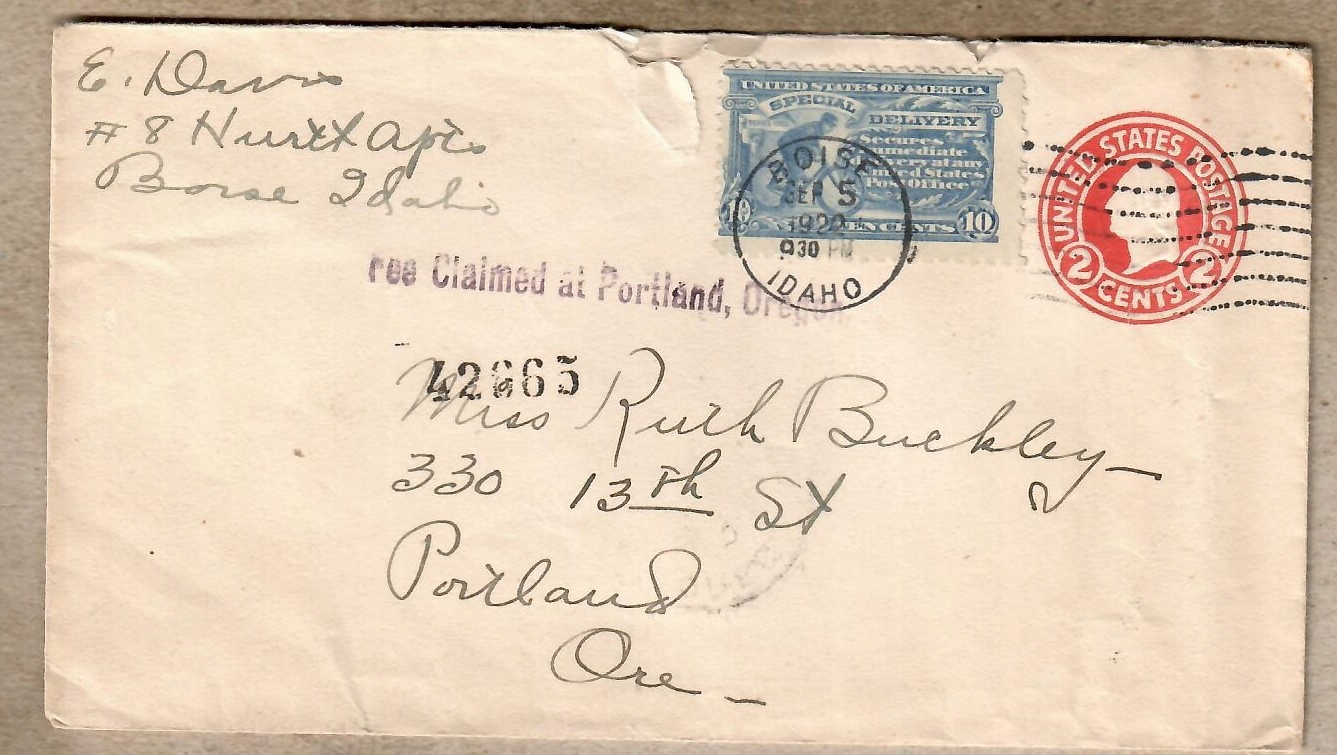 E. Davis
# 8 Hurtt Apts
Boise Idaho
UNITED STATES OF AMERICA
SPECIAL
DELIVERY
Secures
immediate
delivery at any
United States
Post Office
10
TEN CENTS 10
BOISE
SEP 5
1922
930 PM
IDAHO
UNITED STATES POSTAGE
2 CENTS 2
Fee Claimed at Portland, Oregon.
42665
Miss Ruth Buckley
330 13th St
Portland
Ore